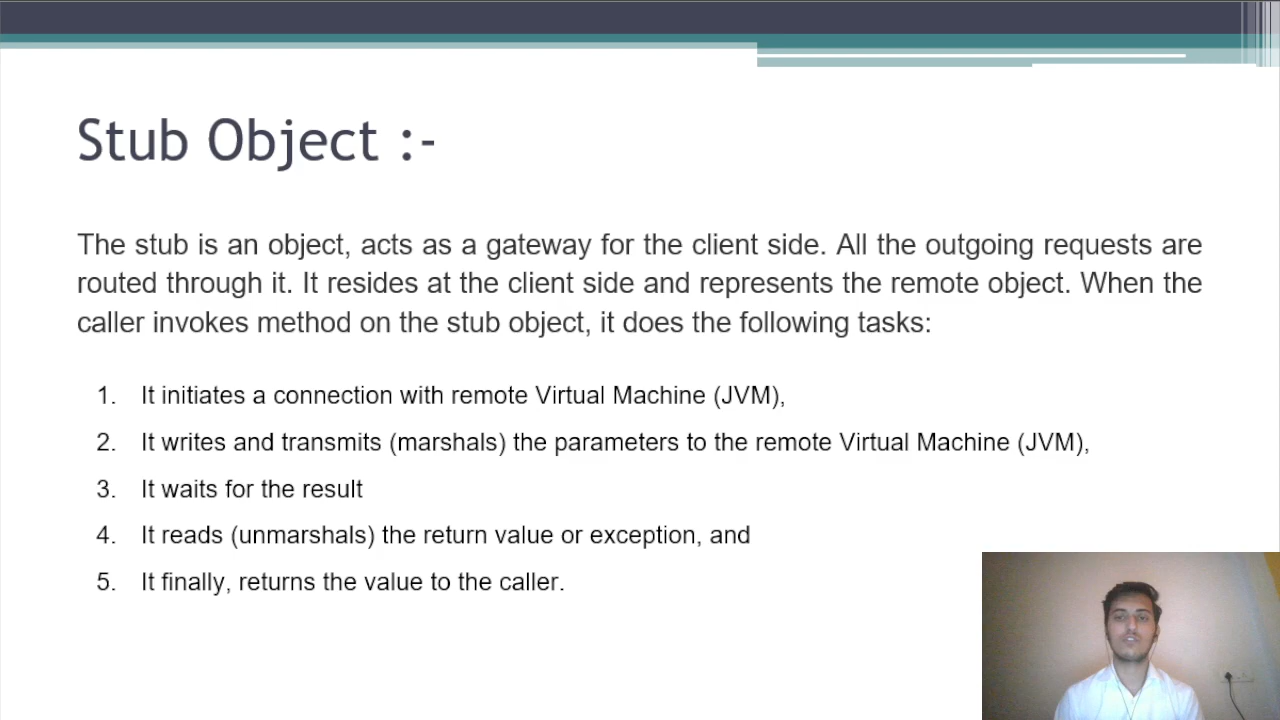 Stub Object :-
The stub is an object, acts as a gateway for the client side. All the outgoing requests are
routed through it. It resides at the client side and represents the remote object. When the
caller invokes method on the stub object, it does the following tasks:
1. It initiates a connection with remote Virtual Machine (JVM),
2. It writes and transmits (marshals) the parameters to the remote Virtual Machine (JVM),
3. It waits for the result
4. It reads (unmarshals) the return value or exception, and
5. It finally, returns the value to the caller.